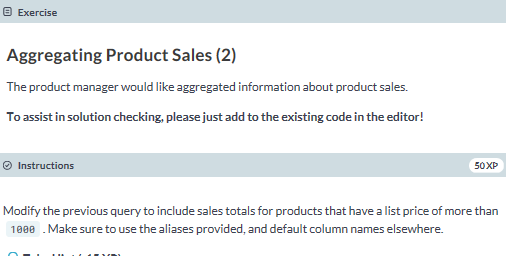 Exercise
Aggregating Product Sales (2)
The product manager would like aggregated information about product sales.
To assist in solution checking, please just add to the existing code in the editor!
Instructions
50 XP
Modify the previous query to include sales totals for products that have a list price of more than
1000 . Make sure to use the aliases provided, and default column names elsewhere.